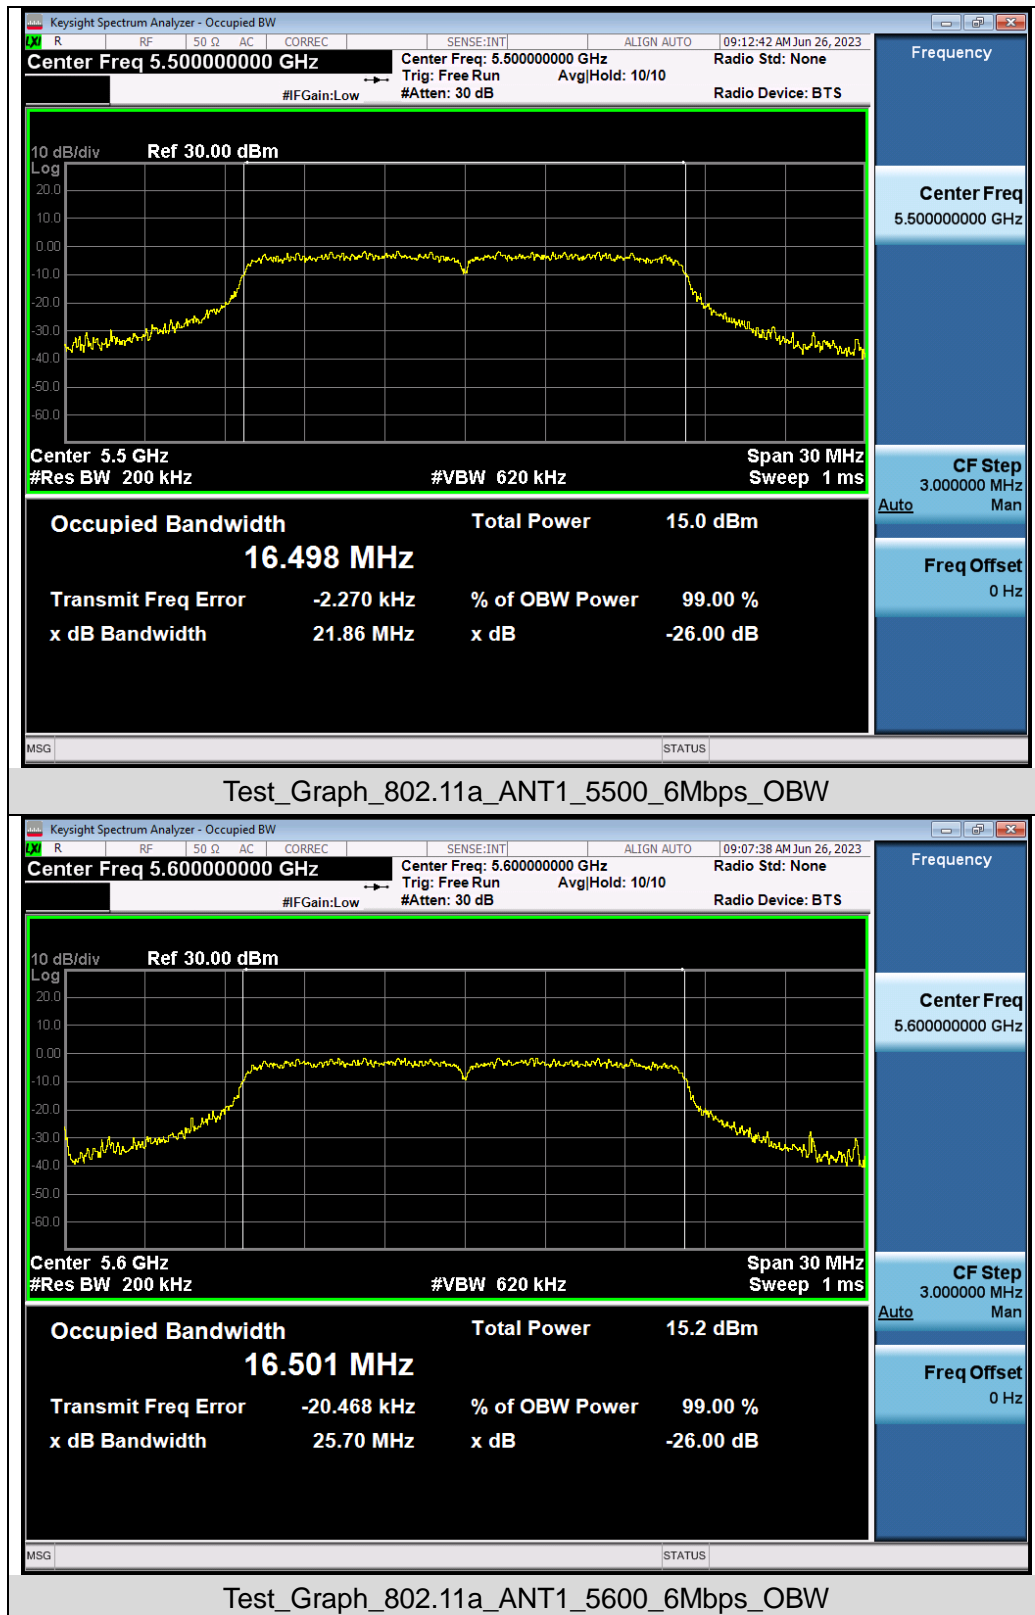 Keysight Spectrum Analyzer - Occupied BW
LXI R RF 50 Ω AC CORREC SENSE:INT ALIGN AUTO 09:12:42 AM Jun 26, 2023
Center Freq 5.500000000 GHz
Center Freq: 5.500000000 GHz Radio Std: None
Trig: Free Run Avg|Hold: 10/10
#IFGain:Low #Atten: 30 dB Radio Device: BTS
Frequency
10 dB/div Ref 30.00 dBm
Log
20.0
10.0
0.00
-10.0
-20.0
-30.0
-40.0
-50.0
-60.0
Center 5.5 GHz Span 30 MHz
#Res BW 200 kHz #VBW 620 kHz Sweep 1 ms
Center Freq
5.500000000 GHz
CF Step
3.000000 MHz
Auto Man
Freq Offset
0 Hz
Occupied Bandwidth Total Power 15.0 dBm
16.498 MHz
Transmit Freq Error -2.270 kHz % of OBW Power 99.00 %
x dB Bandwidth 21.86 MHz x dB -26.00 dB
MSG STATUS
Test_Graph_802.11a_ANT1_5500_6Mbps_OBW
Keysight Spectrum Analyzer - Occupied BW
LXI R RF 50 Ω AC CORREC SENSE:INT ALIGN AUTO 09:07:38 AM Jun 26, 2023
Center Freq 5.600000000 GHz
Center Freq: 5.600000000 GHz Radio Std: None
Trig: Free Run Avg|Hold: 10/10
#IFGain:Low #Atten: 30 dB Radio Device: BTS
Frequency
10 dB/div Ref 30.00 dBm
Log
20.0
10.0
0.00
-10.0
-20.0
-30.0
-40.0
-50.0
-60.0
Center 5.6 GHz Span 30 MHz
#Res BW 200 kHz #VBW 620 kHz Sweep 1 ms
Center Freq
5.600000000 GHz
CF Step
3.000000 MHz
Auto Man
Freq Offset
0 Hz
Occupied Bandwidth Total Power 15.2 dBm
16.501 MHz
Transmit Freq Error -20.468 kHz % of OBW Power 99.00 %
x dB Bandwidth 25.70 MHz x dB -26.00 dB
MSG STATUS
Test_Graph_802.11a_ANT1_5600_6Mbps_OBW